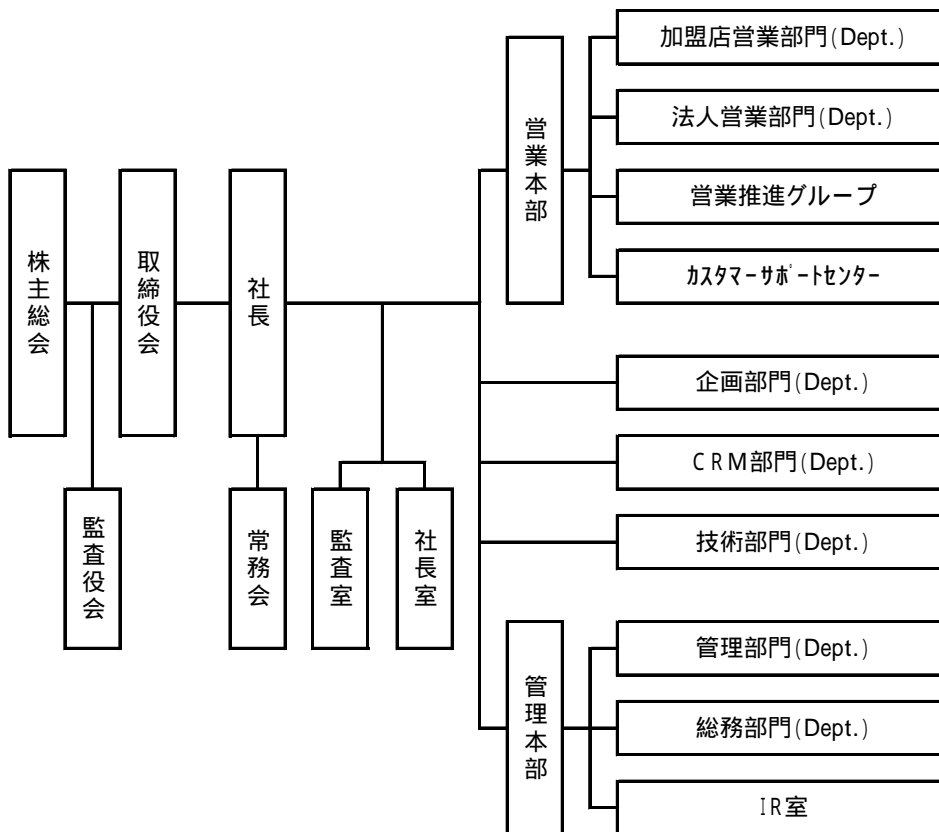 株主総会
監査役会
取締役会
社長
常務会
監査室
社長室
営業本部
加盟店営業部門(Dept.)
法人営業部門(Dept.)
営業推進グループ
ｶｽﾀﾏｰｻﾎﾟｰﾄｾﾝﾀｰ
企画部門(Dept.)
CRM部門(Dept.)
技術部門(Dept.)
管理本部
管理部門(Dept.)
総務部門(Dept.)
IR室